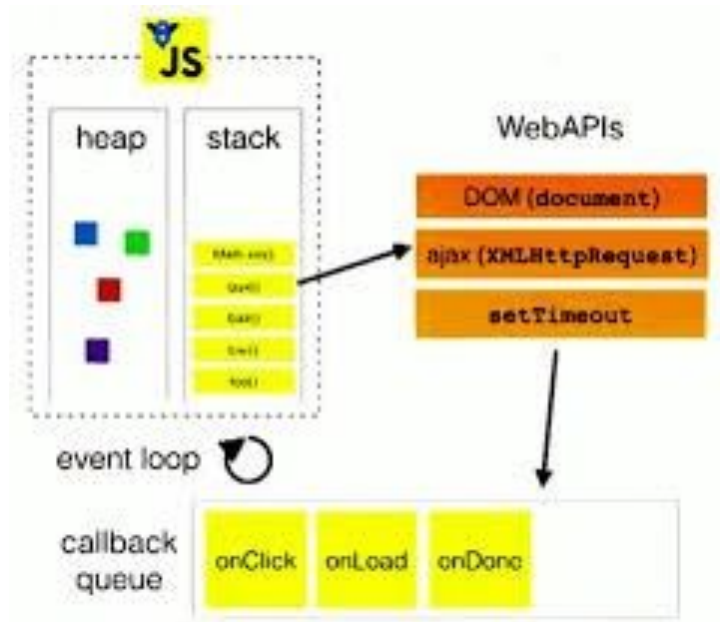 JS
heap
stack
WebAPIs
DOM (document)
ajax (XMLHttpRequest)
setTimeout
event loop
callback
queue
onClick
onLoad
onDone